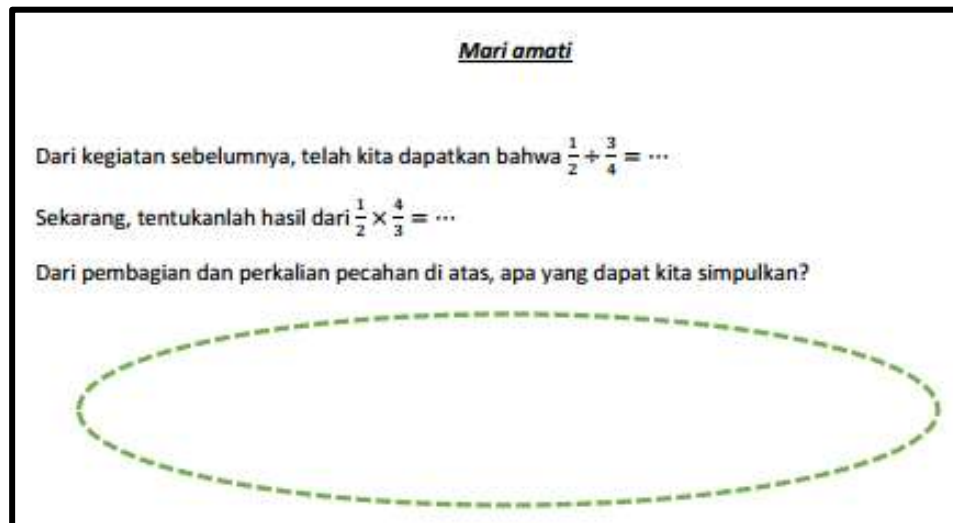 Mari amati
Dari kegiatan sebelumnya, telah kita dapatkan bahwa 1/2 ÷ 3/4 = ⋯
Sekarang, tentukanlah hasil dari 1/2 × 4/3 = ⋯
Dari pembagian dan perkalian pecahan di atas, apa yang dapat kita simpulkan?